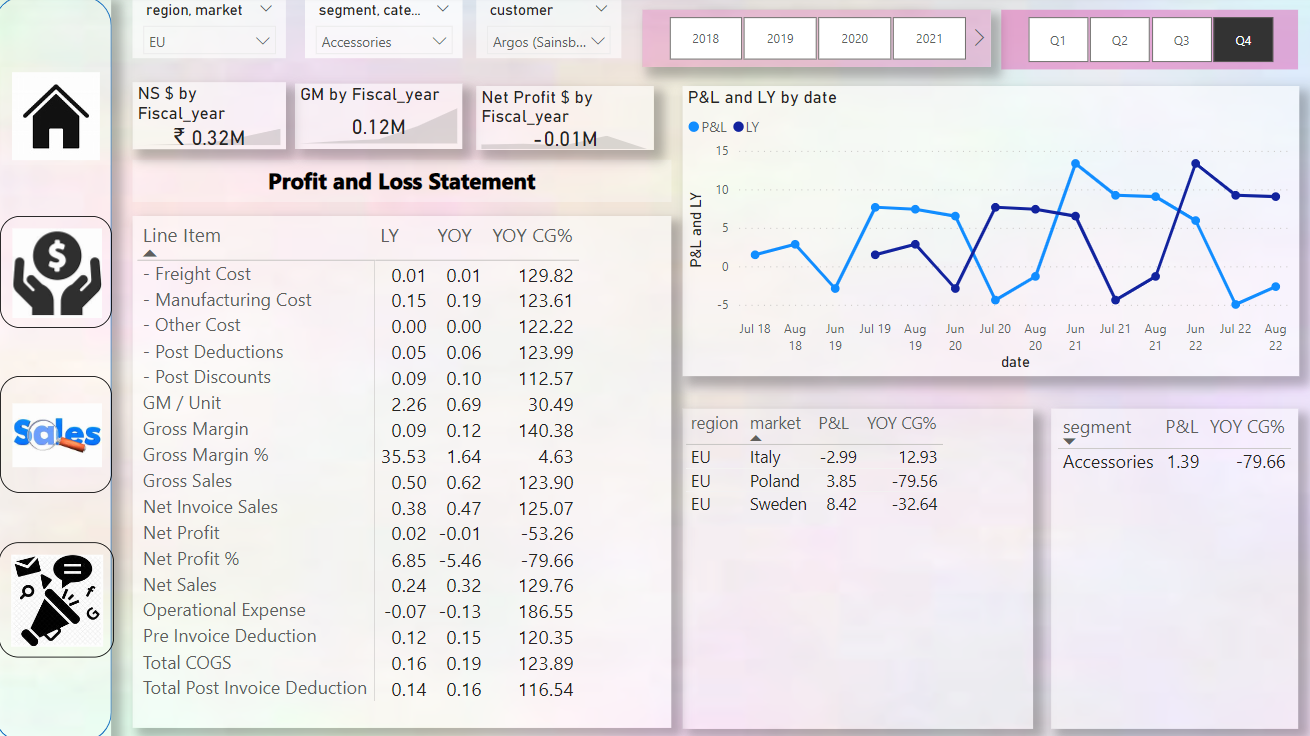 region, market
segment, cate...
customer
EU
Accessories
Argos (Sainsb...
2018
2019
2020
2021
Q1
Q2
Q3
Q4
NS $ by
Fiscal_year
₹ 0.32M
GM by Fiscal_year
0.12M
Net Profit $ by
Fiscal_year
-0.01M
Profit and Loss Statement
Line Item LY YOY YOY CG%
- Freight Cost 0.01 0.01 129.82
- Manufacturing Cost 0.15 0.19 123.61
- Other Cost 0.00 0.00 122.22
- Post Deductions 0.05 0.06 123.99
- Post Discounts 0.09 0.10 112.57
GM / Unit 2.26 0.69 30.49
Gross Margin 0.09 0.12 140.38
Gross Margin % 35.53 1.64 4.63
Gross Sales 0.50 0.62 123.90
Net Invoice Sales 0.38 0.47 125.07
Net Profit 0.02 -0.01 -53.26
Net Profit % 6.85 -5.46 -79.66
Net Sales 0.24 0.32 129.76
Operational Expense -0.07 -0.13 186.55
Pre Invoice Deduction 0.12 0.15 120.35
Total COGS 0.16 0.19 123.89
Total Post Invoice Deduction 0.14 0.16 116.54
P&L and LY by date
P&L LY
P&L and LY
15
10
5
0
-5
Jul 18 Aug 18 Jun 19 Jul 19 Aug 19 Jun 20 Jul 20 Aug 20 Jun 21 Jul 21 Aug 21 Jun 22 Jul 22 Aug 22
date
region market P&L YOY CG%
EU Italy -2.99 12.93
EU Poland 3.85 -79.56
EU Sweden 8.42 -32.64
segment P&L YOY CG%
Accessories 1.39 -79.66
$
Sales
f
G